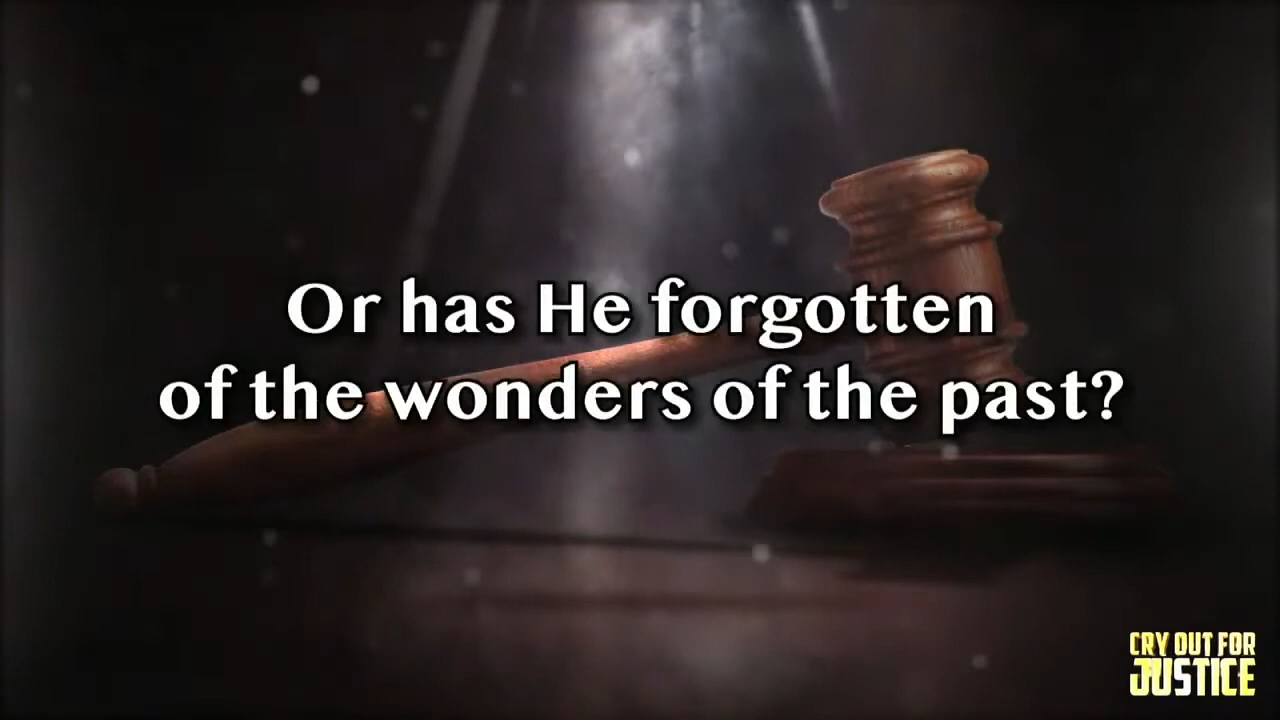 Or has He forgotten
of the wonders of the past?
CRY OUT FOR
JUSTICE